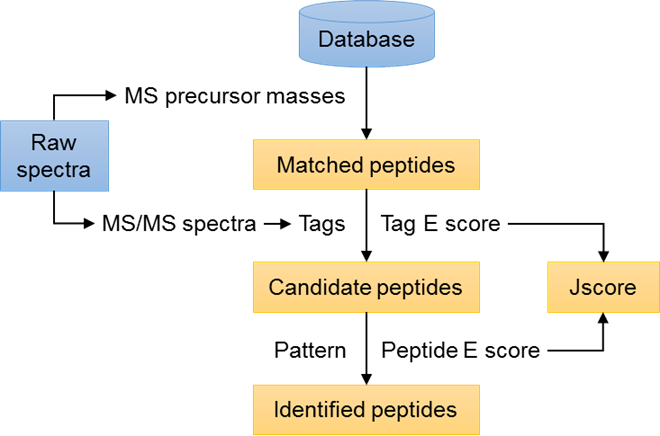 Database
MS precursor masses
Raw
spectra
Matched peptides
MS/MS spectra
Tags
Tag E score
Candidate peptides
Jscore
Pattern
Peptide E score
Identified peptides